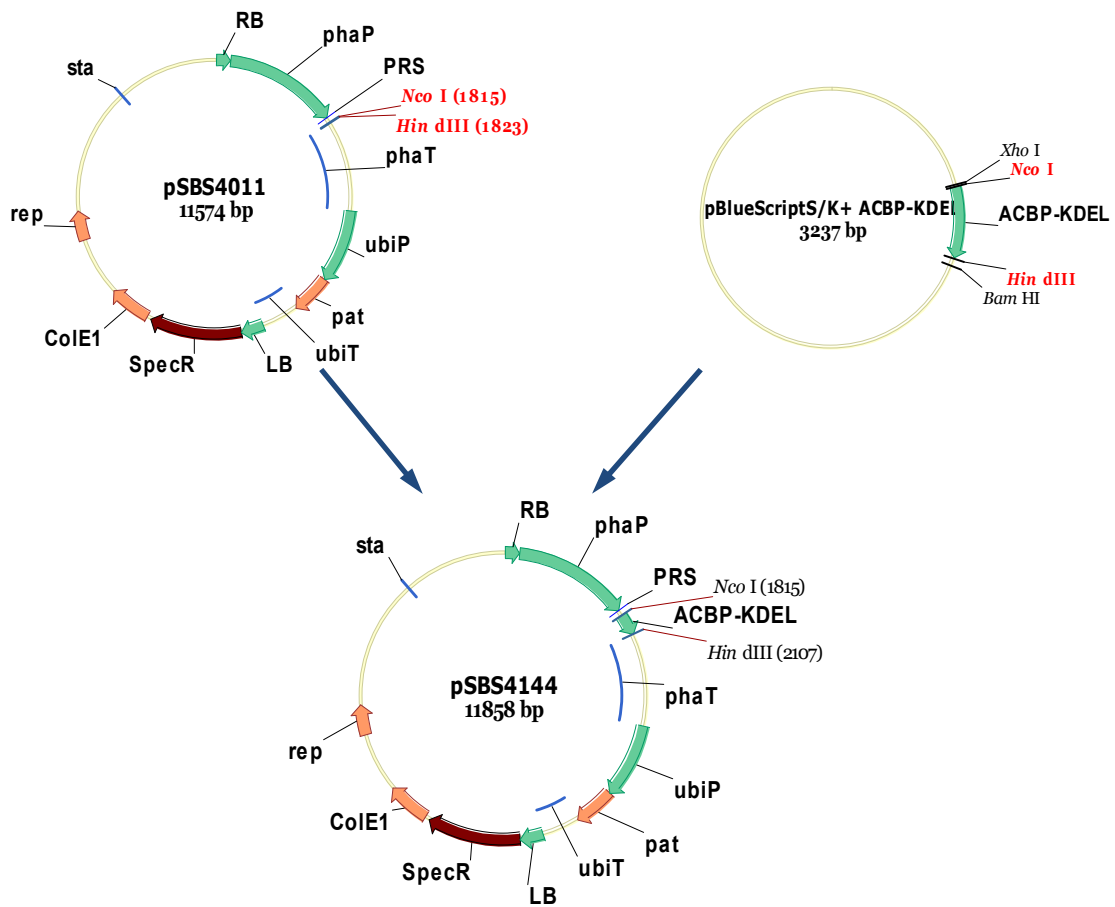 RB
phaP
sta
PRS
Nco I (1815)
Hin dIII (1823)
phaT
pSBS4011
11574 bp
rep
ubiP
pat
ColE1
ubiT
SpecR
LB
Xho I
Nco I
pBlueScriptS/K+ ACBP-KDEL
3237 bp
ACBP-KDEL
Hin dIII
Bam HI
RB
phaP
sta
PRS
Nco I (1815)
ACBP-KDEL
Hin dIII (2107)
phaT
pSBS4144
11858 bp
rep
ubiP
ColE1
pat
ubiT
SpecR
LB